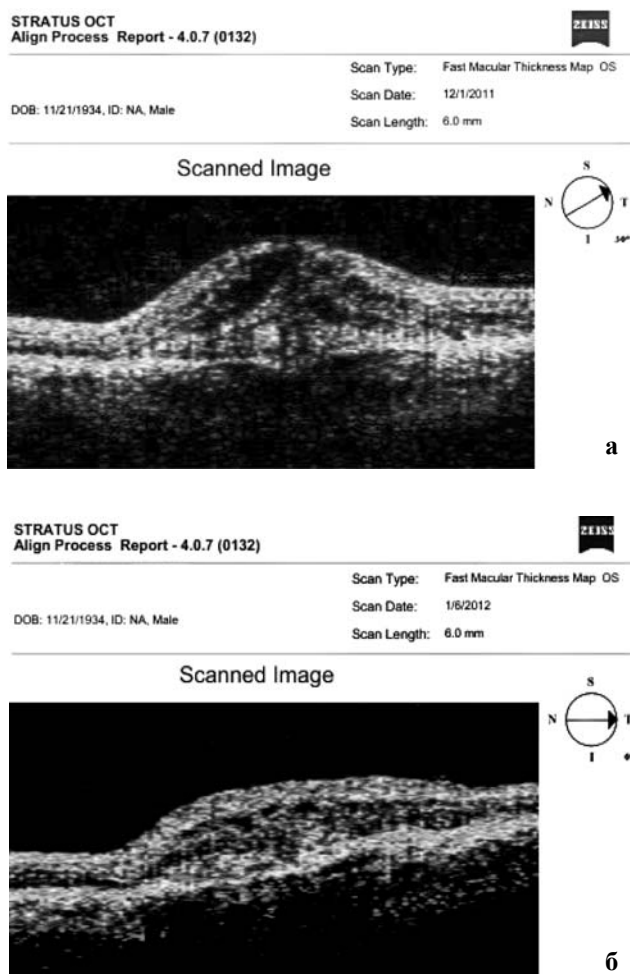 STRATUS OCT
Align Process Report - 4.0.7 (0132)
ZEISS
Scan Type: Fast Macular Thickness Map OS
Scan Date: 12/1/2011
DOB: 11/21/1934, ID: NA, Male
Scan Length: 6.0 mm
Scanned Image
S
N T
I
а
STRATUS OCT
Align Process Report - 4.0.7 (0132)
ZEISS
Scan Type: Fast Macular Thickness Map OS
Scan Date: 1/6/2012
DOB: 11/21/1934, ID: NA, Male
Scan Length: 6.0 mm
Scanned Image
S
N T
I
б